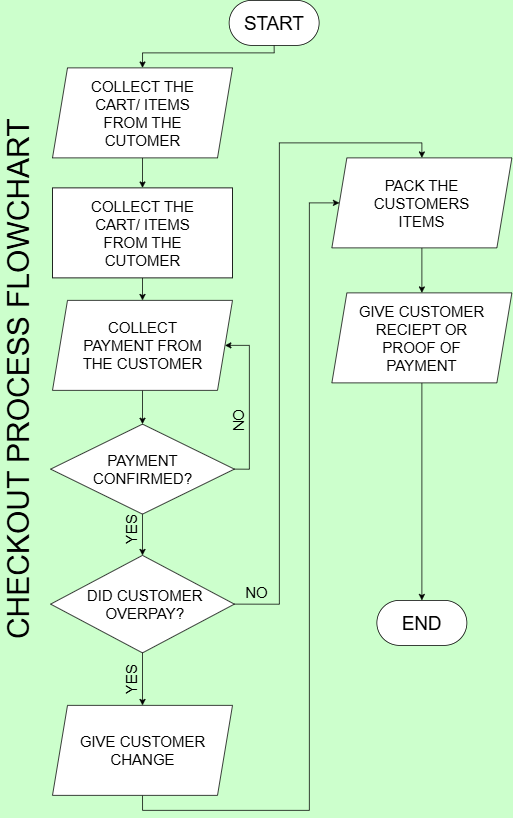 CHECKOUT PROCESS FLOWCHART
START
COLLECT THE
CART/ ITEMS
FROM THE
CUTOMER
COLLECT THE
CART/ ITEMS
FROM THE
CUTOMER
COLLECT
PAYMENT FROM
THE CUSTOMER
NO
PAYMENT
CONFIRMED?
YES
DID CUSTOMER
OVERPAY?
NO
YES
GIVE CUSTOMER
CHANGE
PACK THE
CUSTOMERS
ITEMS
GIVE CUSTOMER
RECIEPT OR
PROOF OF
PAYMENT
END